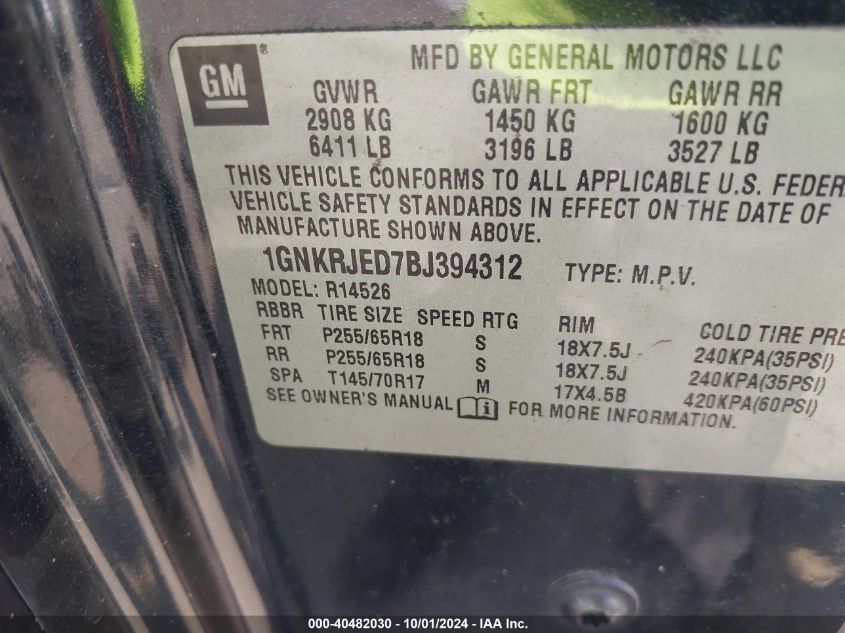 GM®
MFD BY GENERAL MOTORS LLC
GVWR GAWR FRT GAWR RR
2908 KG 1450 KG 1600 KG
6411 LB 3196 LB 3527 LB
THIS VEHICLE CONFORMS TO ALL APPLICABLE U.S. FEDER
VEHICLE SAFETY STANDARDS IN EFFECT ON THE DATE OF
MANUFACTURE SHOWN ABOVE.
1GNKRJED7BJ394312 TYPE: M.P.V.
MODEL: R14526
RBBR TIRE SIZE SPEED RTG RIM COLD TIRE PRE
FRT P255/65R18 S 18X7.5J 240KPA(35PSI)
RR P255/65R18 S 18X7.5J 240KPA(35PSI)
SPA T145/70R17 M 17X4.5B 420KPA(60PSI)
SEE OWNER'S MANUAL FOR MORE INFORMATION.
000-40482030 - 10/01/2024 - IAA Inc.